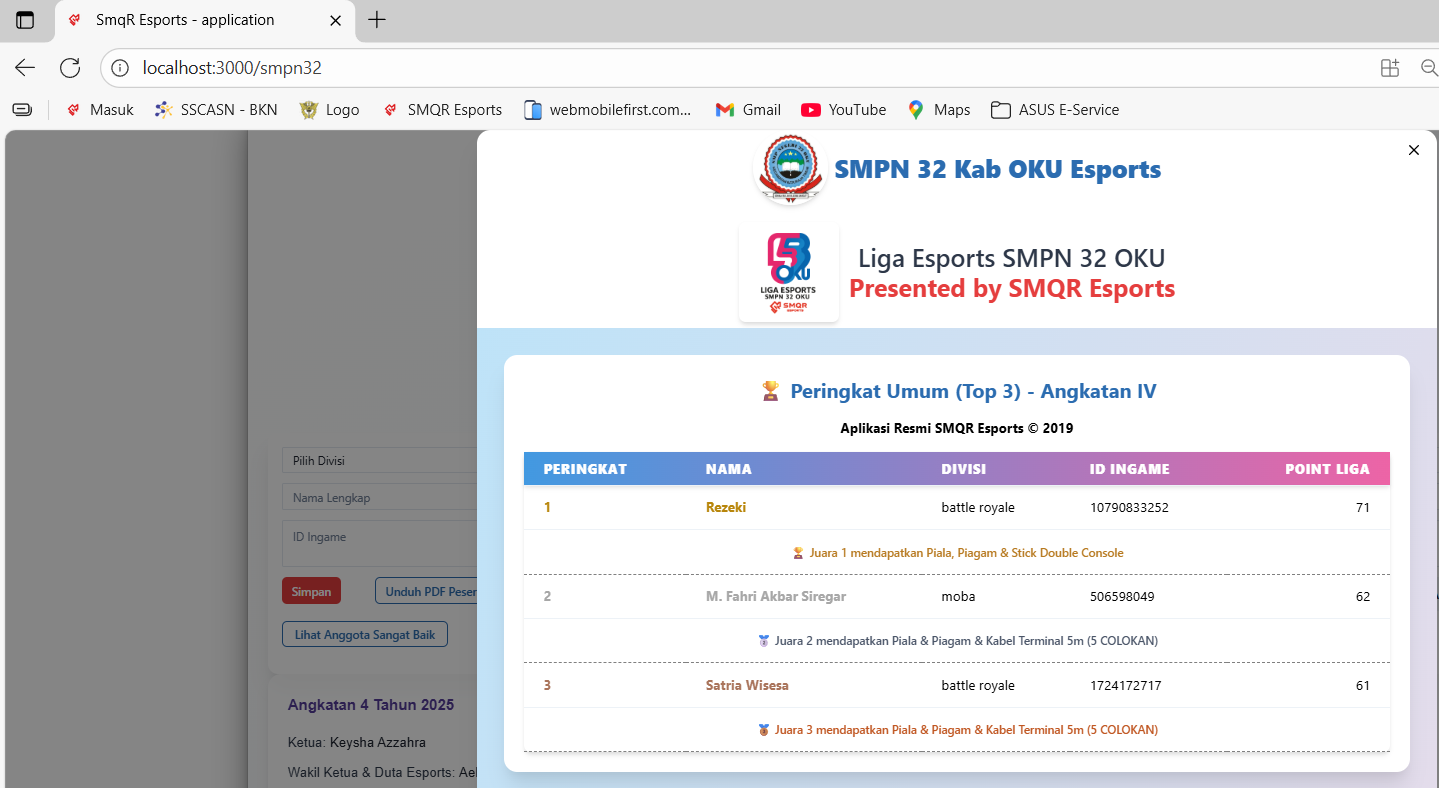 SmqR Esports - application
localhost:3000/smpn32
Masuk
SSCASN - BKN
Logo
SMQR Esports
webmobilefirst.com...
Gmail
YouTube
Maps
ASUS E-Service
SMPN 32 Kab OKU Esports
OKU
LIGA ESPORTS
SMPN 32 OKU
SMQR
ESPORTS
Liga Esports SMPN 32 OKU
Presented by SMQR Esports
Peringkat Umum (Top 3) - Angkatan IV
Aplikasi Resmi SMQR Esports © 2019
PERINGKAT NAMA DIVISI ID INGAME POINT LIGA
1 Rezeki battle royale 10790833252 71
Juara 1 mendapatkan Piala, Piagam & Stick Double Console
2 M. Fahri Akbar Siregar moba 506598049 62
Juara 2 mendapatkan Piala & Piagam & Kabel Terminal 5m (5 COLOKAN)
3 Satria Wisesa battle royale 1724172717 61
Juara 3 mendapatkan Piala & Piagam & Kabel Terminal 5m (5 COLOKAN)
Pilih Divisi
Nama Lengkap
ID Ingame
Simpan
Unduh PDF Peser
Lihat Anggota Sangat Baik
Angkatan 4 Tahun 2025
Ketua: Keysha Azzahra
Wakil Ketua & Duta Esports: Ael